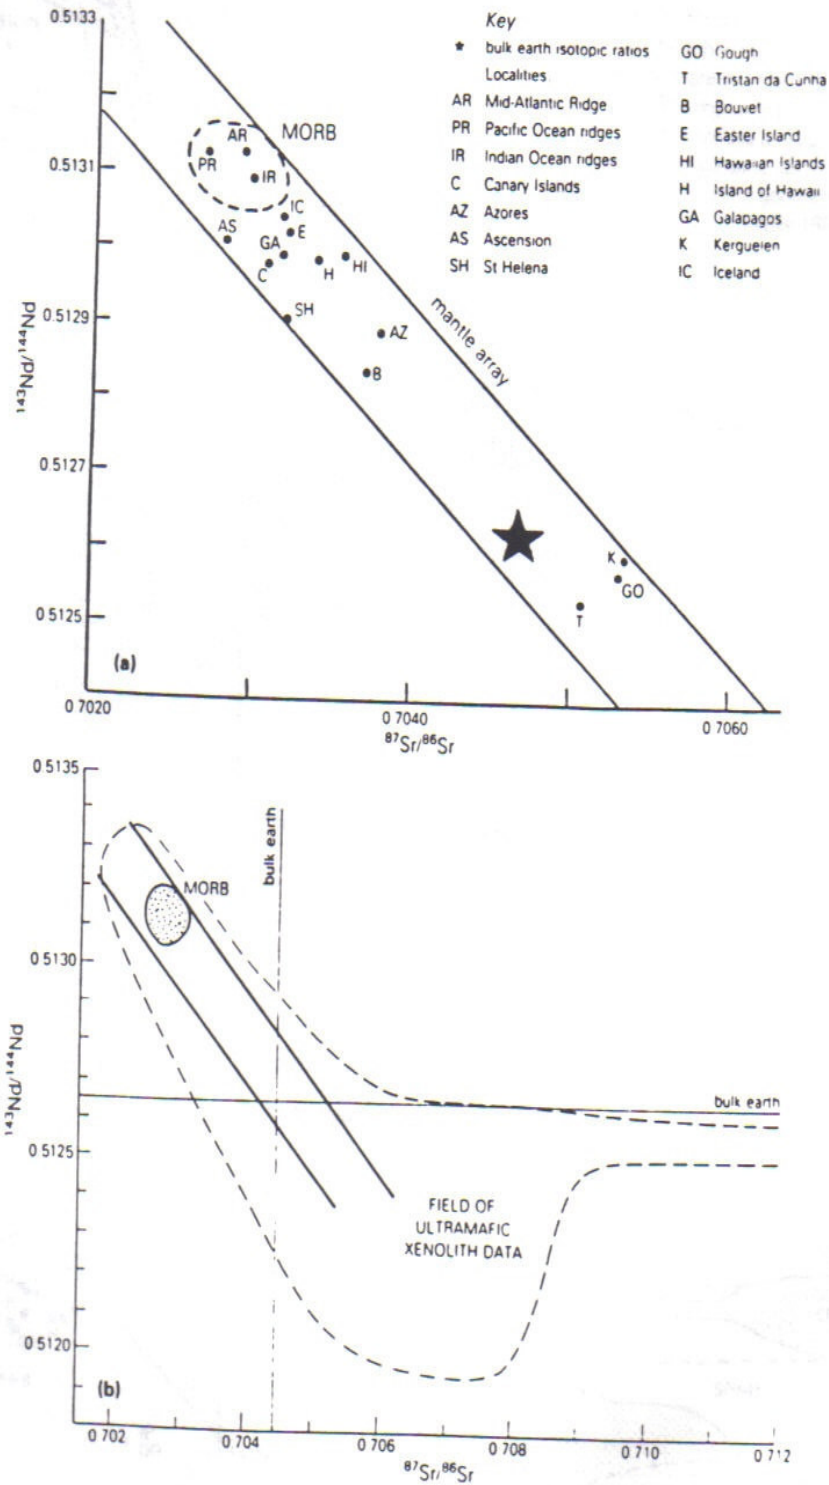 Key
★ bulk earth isotopic ratios
Localities
AR Mid-Atlantic Ridge
PR Pacific Ocean ridges
IR Indian Ocean ridges
C Canary Islands
AZ Azores
AS Ascension
SH St Helena
GO Gough
T Tristan da Cunha
B Bouvet
E Easter Island
HI Hawaiian Islands
H Island of Hawaii
GA Galapagos
K Kerguelen
IC Iceland
0.5133
0.5131
0.5129
0.5127
0.5125
¹⁴³Nd/¹⁴⁴Nd
MORB
AR
PR
IR
IC
AS
E
GA
C
H
HI
SH
AZ
B
mantle array
K
GO
T
(a)
0.7020
0.7040
0.7060
⁸⁷Sr/⁸⁶Sr
0.5135
0.5130
0.5125
0.5120
¹⁴³Nd/¹⁴⁴Nd
bulk earth
MORB
bulk earth
FIELD OF
ULTRAMAFIC
XENOLITH DATA
(b)
0.702
0.704
0.706
0.708
0.710
0.712
⁸⁷Sr/⁸⁶Sr